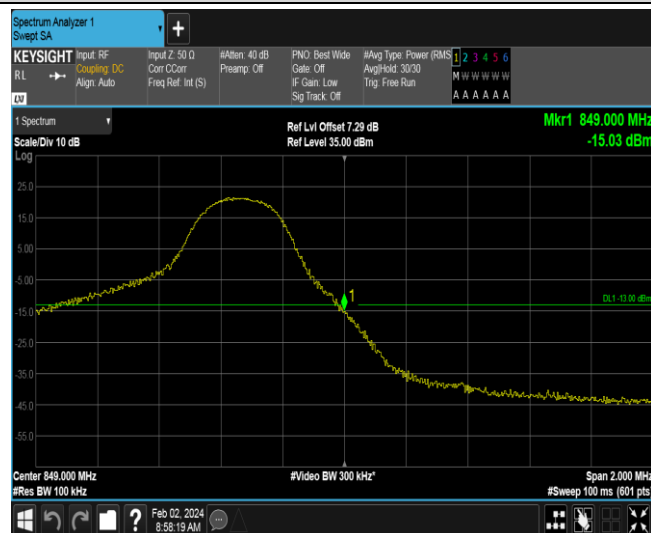 Spectrum Analyzer 1
Swept SA
+
KEYSIGHT
RL
Input: RF
Coupling: DC
Align: Auto
Input Z: 50 Ω
Corr CCorr
Freq Ref: Int (S)
#Atten: 40 dB
Preamp: Off
PNO: Best Wide
Gate: Off
IF Gain: Low
Sig Track: Off
#Avg Type: Power (RMS
Avg|Hold: 30/30
Trig: Free Run
1 2 3 4 5 6
M W W W W W
A A A A A A
LXI
1 Spectrum
Scale/Div 10 dB
Log
Ref Lvl Offset 7.29 dB
Ref Level 35.00 dBm
Mkr1 849.000 MHz
-15.03 dBm
25.0
15.0
5.00
-5.00
-15.0
-25.0
-35.0
-45.0
-55.0
1
DL1 -13.00 dBm
Center 849.000 MHz
#Res BW 100 kHz
#Video BW 300 kHz*
Span 2.000 MHz
#Sweep 100 ms (601 pts
?
Feb 02, 2024
8:58:19 AM